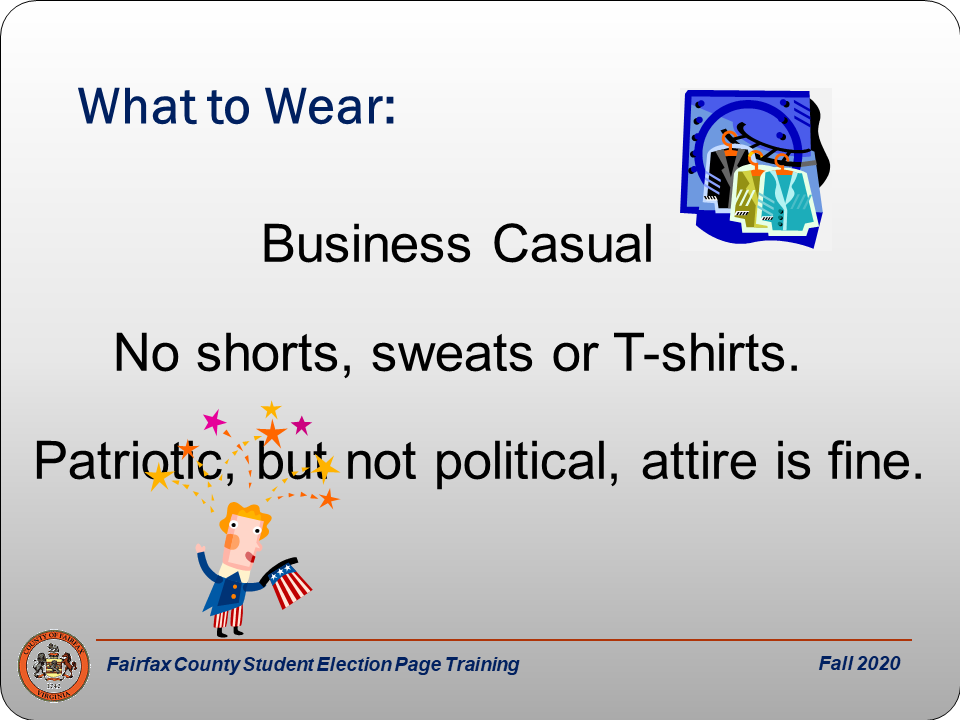 What to Wear:
Business Casual
No shorts, sweats or T-shirts.
Patriotic, but not political, attire is fine.
COUNTY OF FAIRFAX
1742
VIRGINIA
Fairfax County Student Election Page Training
Fall 2020